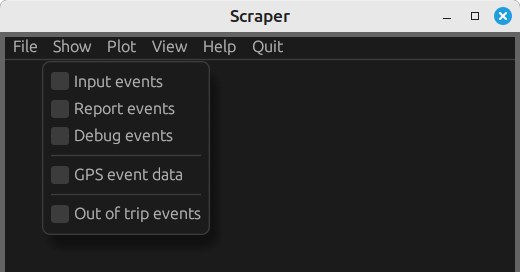 Scraper
File Show Plot View Help Quit
Input events
Report events
Debug events
GPS event data
Out of trip events